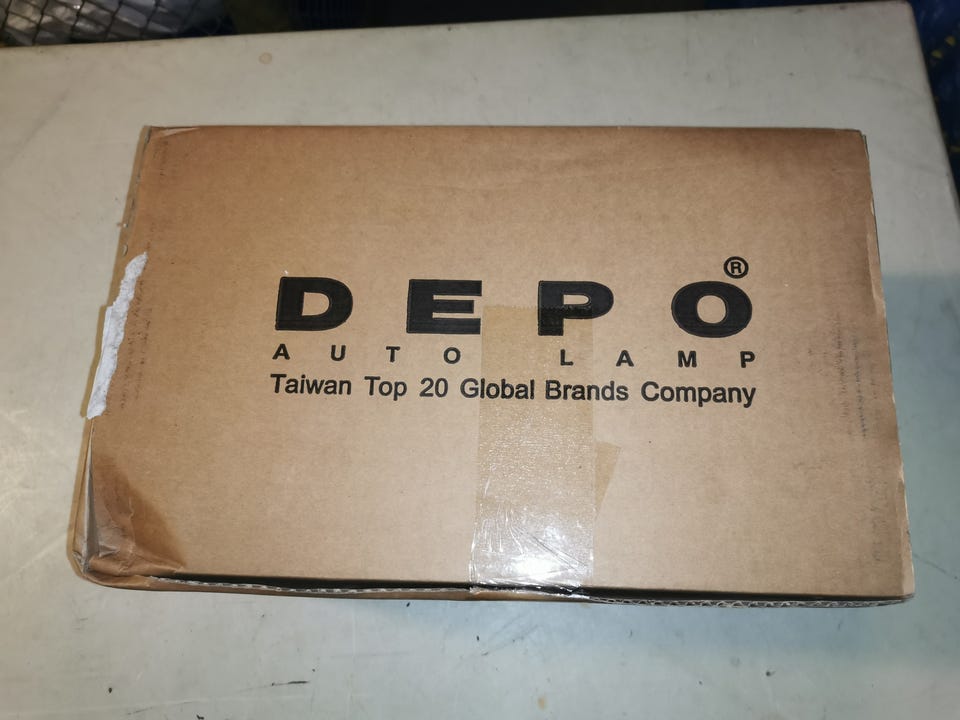 DEPO®
AUTO LAMP
Taiwan Top 20 Global Brands Company